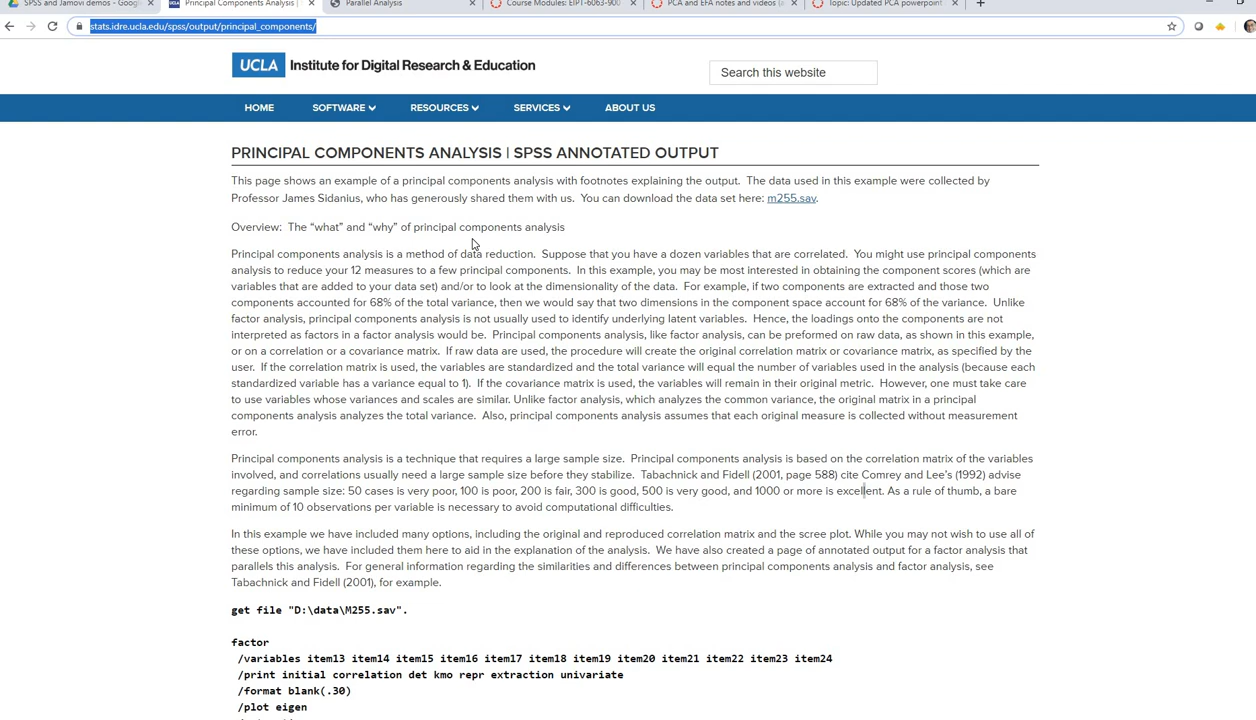 SPSS and Jamovi demos - Googl
Principal Components Analysis |
Parallel Analysis
Course Modules: EIPT-6063-900
PCA and EFA notes and videos (a
Topic: Updated PCA powerpoint
stats.idre.ucla.edu/spss/output/principal_components/
UCLA Institute for Digital Research & Education
Search this website
HOME SOFTWARE RESOURCES SERVICES ABOUT US
PRINCIPAL COMPONENTS ANALYSIS | SPSS ANNOTATED OUTPUT
This page shows an example of a principal components analysis with footnotes explaining the output. The data used in this example were collected by
Professor James Sidanius, who has generously shared them with us. You can download the data set here: m255.sav.
Overview: The “what” and “why” of principal components analysis
Principal components analysis is a method of data reduction. Suppose that you have a dozen variables that are correlated. You might use principal components
analysis to reduce your 12 measures to a few principal components. In this example, you may be most interested in obtaining the component scores (which are
variables that are added to your data set) and/or to look at the dimensionality of the data. For example, if two components are extracted and those two
components accounted for 68% of the total variance, then we would say that two dimensions in the component space account for 68% of the variance. Unlike
factor analysis, principal components analysis is not usually used to identify underlying latent variables. Hence, the loadings onto the components are not
interpreted as factors in a factor analysis would be. Principal components analysis, like factor analysis, can be preformed on raw data, as shown in this example,
or on a correlation or a covariance matrix. If raw data are used, the procedure will create the original correlation matrix or covariance matrix, as specified by the
user. If the correlation matrix is used, the variables are standardized and the total variance will equal the number of variables used in the analysis (because each
standardized variable has a variance equal to 1). If the covariance matrix is used, the variables will remain in their original metric. However, one must take care
to use variables whose variances and scales are similar. Unlike factor analysis, which analyzes the common variance, the original matrix in a principal
components analysis analyzes the total variance. Also, principal components analysis assumes that each original measure is collected without measurement
error.
Principal components analysis is a technique that requires a large sample size. Principal components analysis is based on the correlation matrix of the variables
involved, and correlations usually need a large sample size before they stabilize. Tabachnick and Fidell (2001, page 588) cite Comrey and Lee's (1992) advise
regarding sample size: 50 cases is very poor, 100 is poor, 200 is fair, 300 is good, 500 is very good, and 1000 or more is excellent. As a rule of thumb, a bare
minimum of 10 observations per variable is necessary to avoid computational difficulties.
In this example we have included many options, including the original and reproduced correlation matrix and the scree plot. While you may not wish to use all of
these options, we have included them here to aid in the explanation of the analysis. We have also created a page of annotated output for a factor analysis that
parallels this analysis. For general information regarding the similarities and differences between principal components analysis and factor analysis, see
Tabachnick and Fidell (2001), for example.
get file "D:\data\M255.sav".
factor
/variables item13 item14 item15 item16 item17 item18 item19 item20 item21 item22 item23 item24
/print initial correlation det kmo repr extraction univariate
/format blank(.30)
/plot eigen